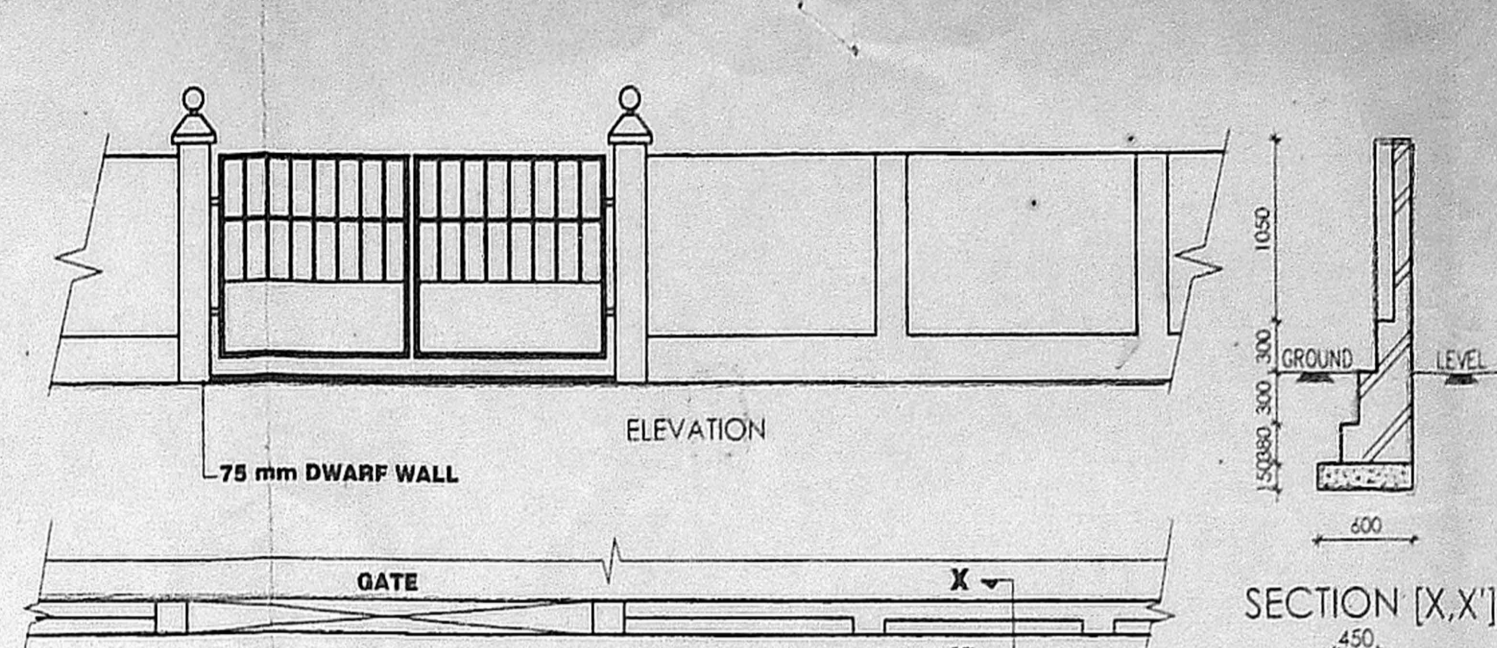 1050
300
GROUND LEVEL
300
380
150
ELEVATION
75 mm DWARF WALL
600
GATE
X
SECTION [X,X']
450